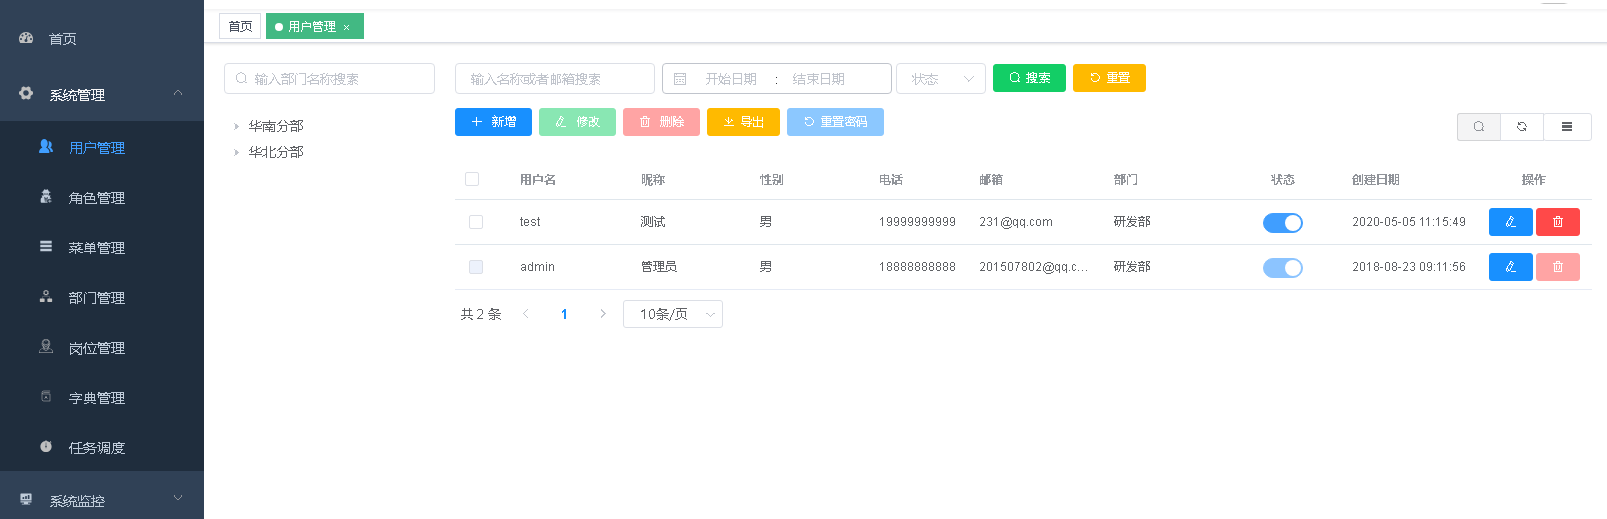 首页
系统管理
用户管理
角色管理
菜单管理
部门管理
岗位管理
字典管理
任务调度
系统监控
首页 用户管理 ×
输入部门名称搜索
华南分部
华北分部
输入名称或者邮箱搜索 开始日期 : 结束日期 状态 搜索 重置
新增 修改 删除 导出 重置密码
用户名 昵称 性别 电话 邮箱 部门 状态 创建日期 操作
test 测试 男 19999999999 231@qq.com 研发部 2020-05-05 11:15:49
admin 管理员 男 18888888888 201507802@qq.c... 研发部 2018-08-23 09:11:56
共 2 条 1 10条/页